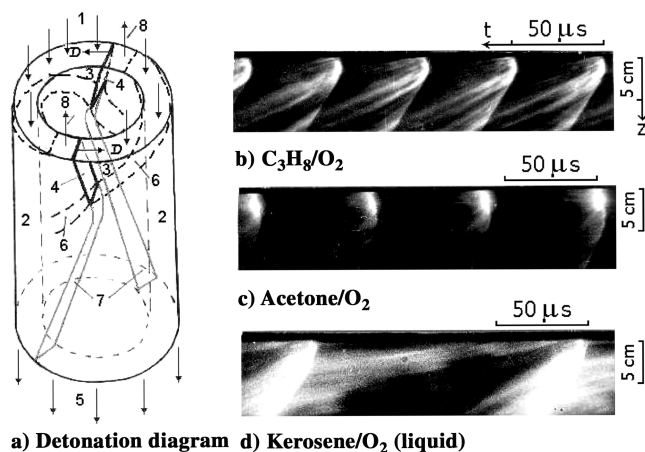 1
8
D
3
4
8
D
3
4
6
2
2
6
7
5
a) Detonation diagram
t
50 µs
5 cm
z
b) C₃H₈/O₂
50 µs
5 cm
c) Acetone/O₂
50 µs
5 cm
d) Kerosene/O₂ (liquid)